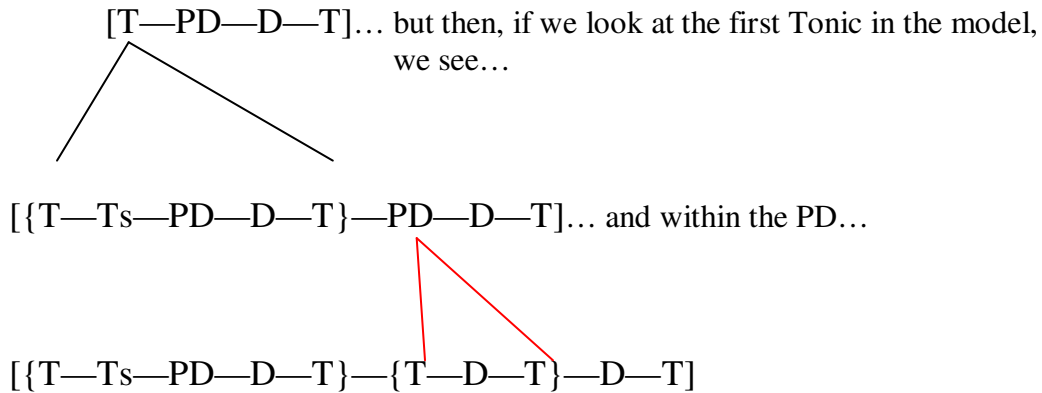 [T—PD—D—T]… but then, if we look at the first Tonic in the model,
we see…
[{T—Ts—PD—D—T}—PD—D—T]… and within the PD…
[{T—Ts—PD—D—T}—{T—D—T}—D—T]